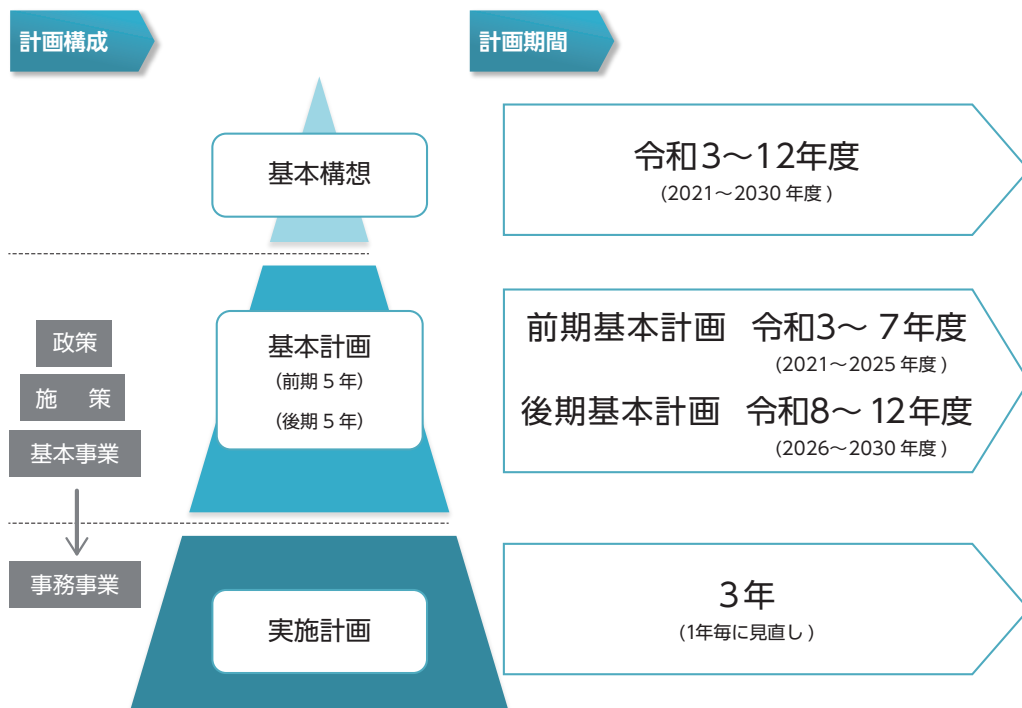 計画構成
計画期間
基本構想
令和3〜12年度
(2021〜2030 年度 )
政策
施　策
基本事業
基本計画
(前期 5 年)
(後期 5 年)
前期基本計画 令和3〜 7年度
(2021〜2025 年度 )
後期基本計画 令和8〜 12年度
(2026〜2030 年度 )
事務事業
実施計画
3年
(1年毎に見直し )